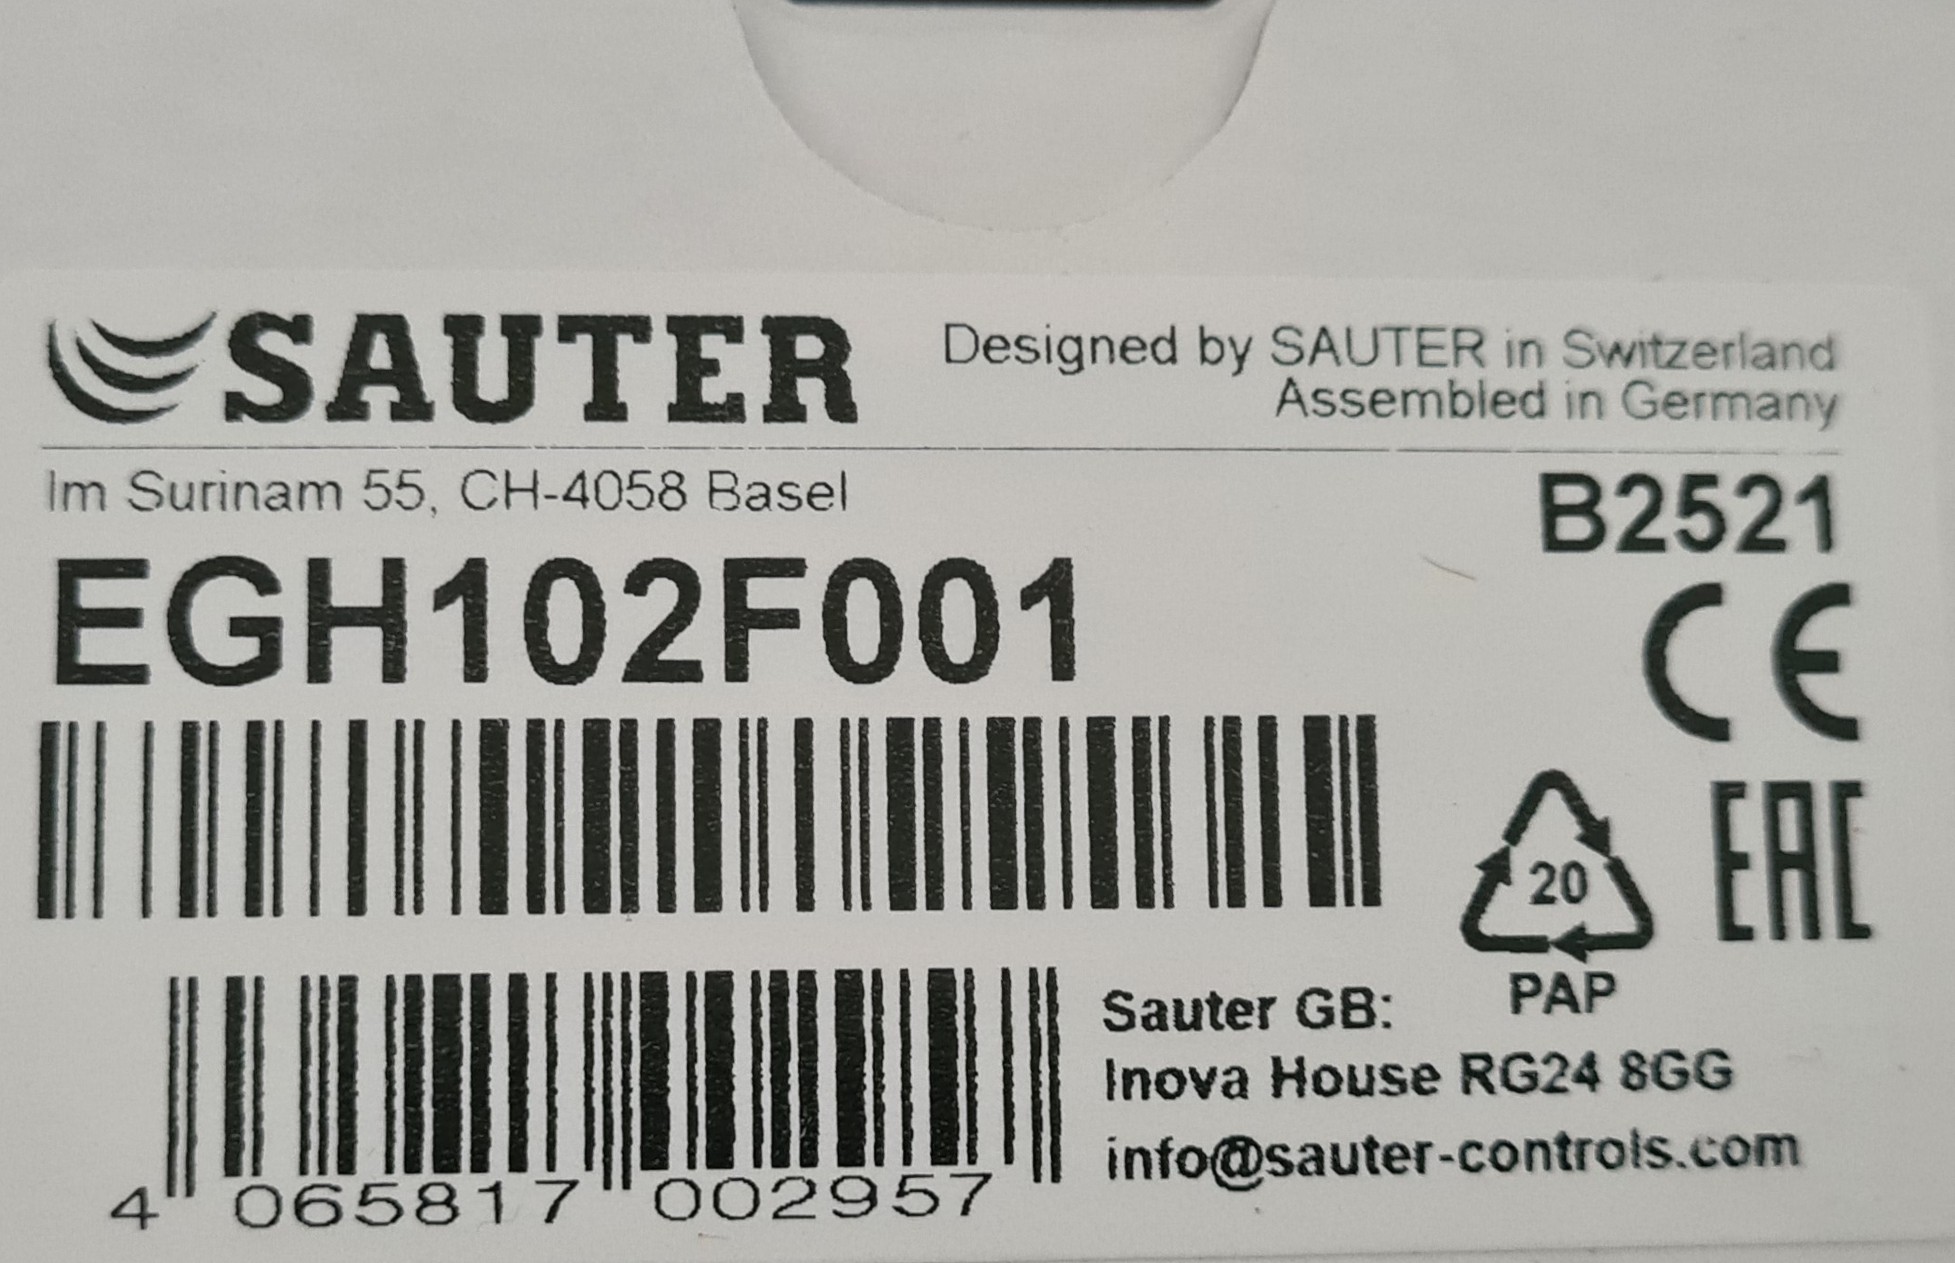 SAUTER
Designed by SAUTER in Switzerland
Assembled in Germany
Im Surinam 55, CH-4058 Basel
B2521
EGH102F001
CE
EAC
20
PAP
Sauter GB:
Inova House RG24 8GG
info@sauter-controls.com
4 065817 002957